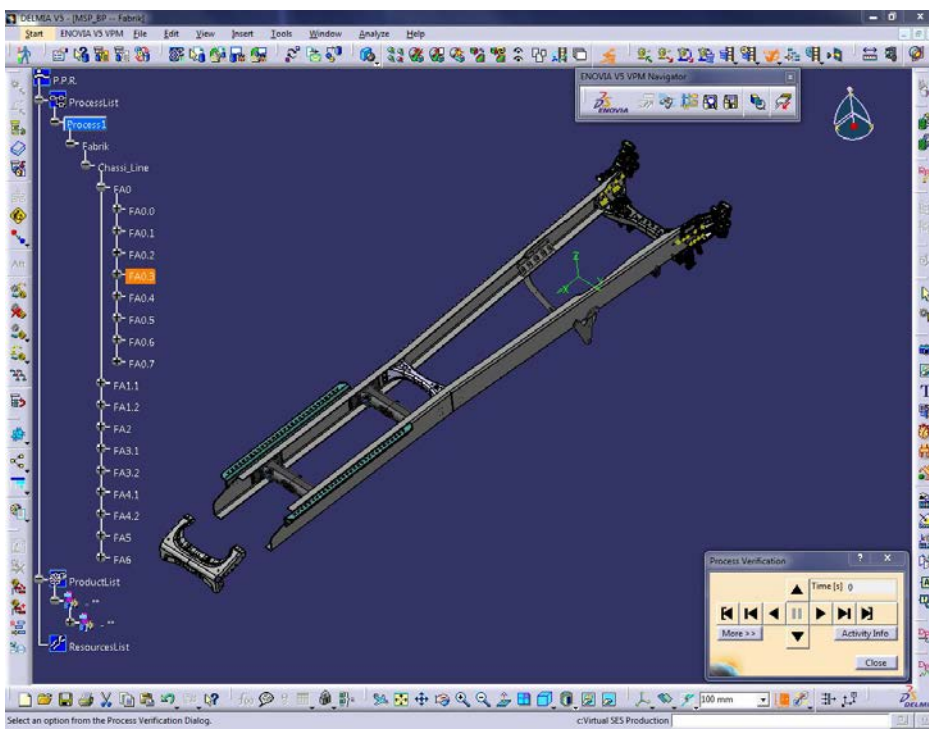 DELMIA V5 - [MSP_BP -- Fabrik]
Start ENOVIA V5 VPM File Edit View Insert Tools Window Analyze Help
ENOVIA V5 VPM Navigator
ENOVIA
P.P.R.
ProcessList
Process1
Fabrik
Chassi_Line
FA0
FA0.0
FA0.1
FA0.2
FA0.3
FA0.4
FA0.5
FA0.6
FA0.7
FA1.1
FA1.2
FA2
FA3.1
FA3.2
FA4.1
FA4.2
FA5
FA6
ProductList
ResourcesList
Z
X
Process Verification
Time [s] 0
More >>
Activity Info
Close
100 mm
DELMIA
Select an option from the Process Verification Dialog.
c:Virtual SES Production